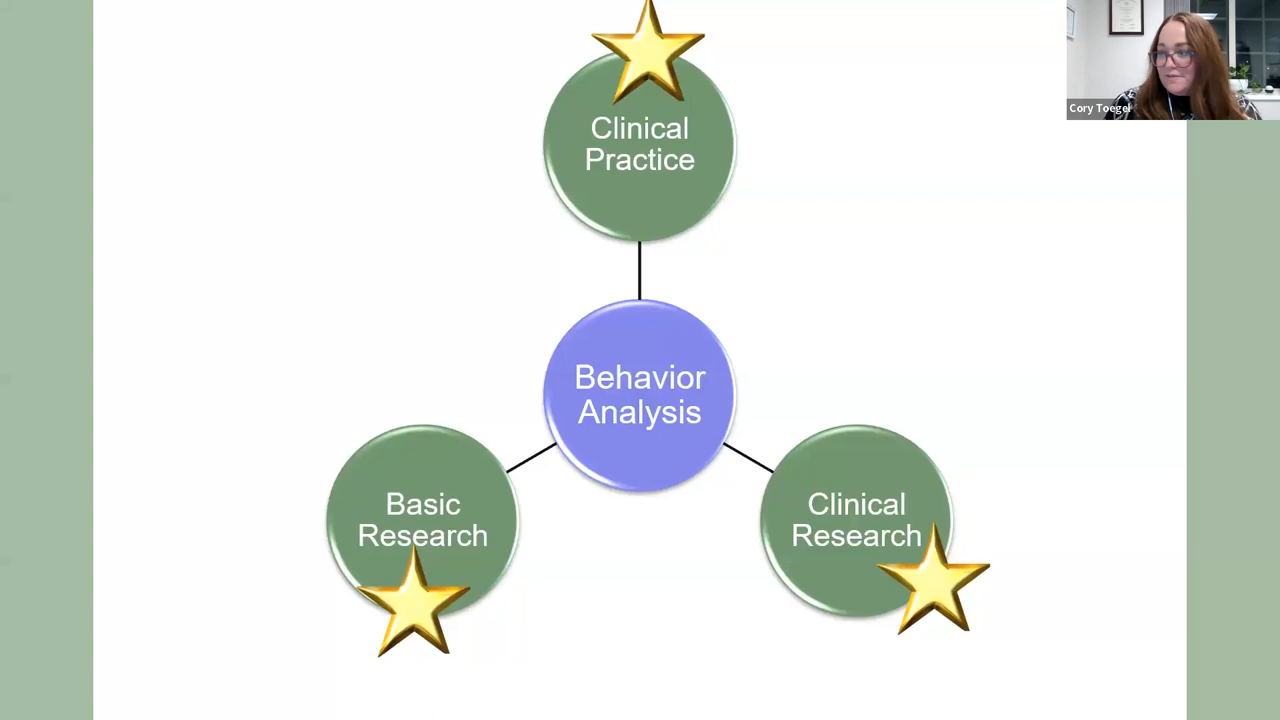 Cory Toegel
Clinical
Practice
Behavior
Analysis
Basic
Research
Clinical
Research